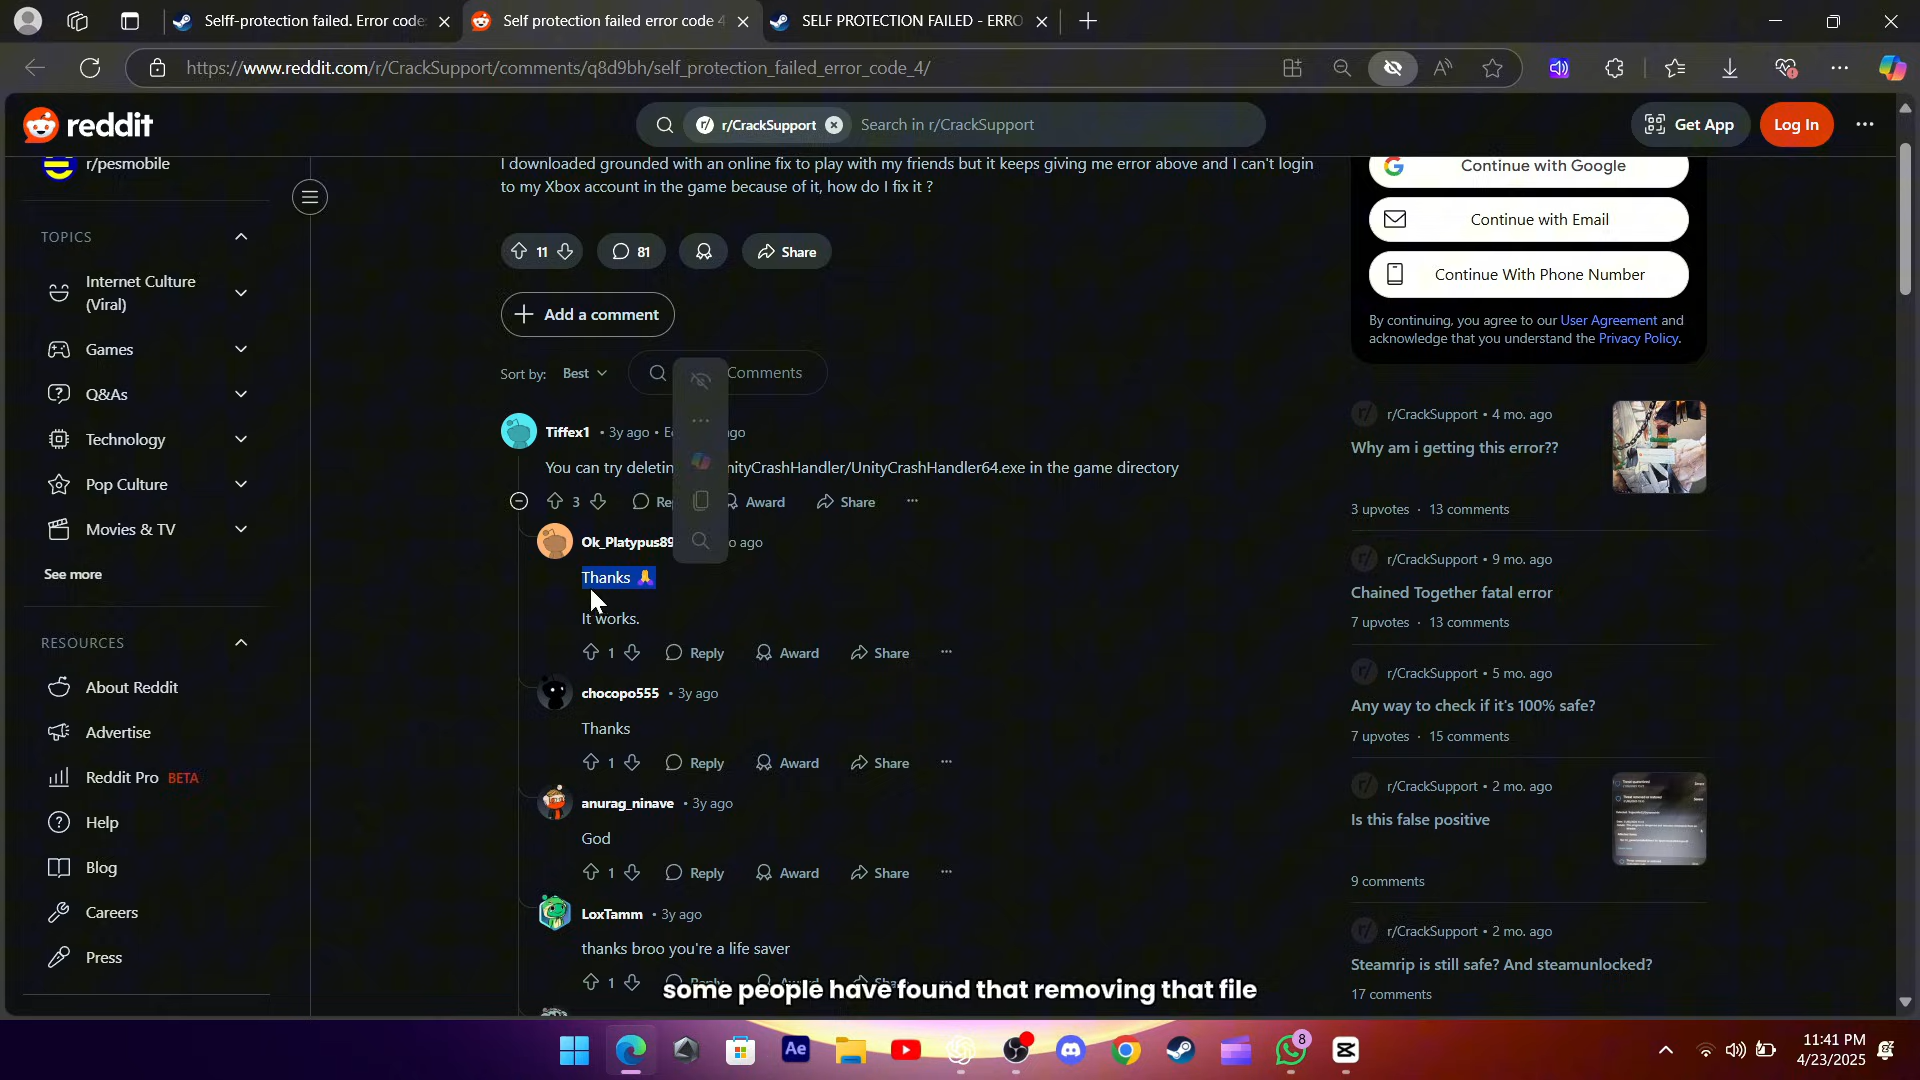 Selff-protection failed. Error code:
Self protection failed error code 4
SELF PROTECTION FAILED - ERRO
https://www.reddit.com/r/CrackSupport/comments/q8d9bh/self_protection_failed_error_code_4/
reddit
r/CrackSupport
Search in r/CrackSupport
Get App
Log In
r/pesmobile
TOPICS
Internet Culture
(Viral)
Games
Q&As
Technology
Pop Culture
Movies & TV
See more
RESOURCES
About Reddit
Advertise
Reddit Pro BETA
Help
Blog
Careers
Press
I downloaded grounded with an online fix to play with my friends but it keeps giving me error above and I can't login
to my Xbox account in the game because of it, how do I fix it ?
11
81
Share
Add a comment
Sort by: Best
Comments
Tiffex1 • 3y ago •
You can try
UnityCrashHandler64.exe in the game directory
3
Award
Share
Ok_Platypus89
ago
Thanks 🙏
It works.
1 Reply Award Share
chocopo555 • 3y ago
Thanks
1 Reply Award Share
anurag_ninave • 3y ago
God
1 Reply Award Share
LoxTamm • 3y ago
thanks broo you're a life saver
1
some people have found that removing that file
Continue with Google
Continue with Email
Continue With Phone Number
By continuing, you agree to our User Agreement and
acknowledge that you understand the Privacy Policy.
r/CrackSupport • 4 mo. ago
Why am i getting this error??
3 upvotes · 13 comments
r/CrackSupport • 9 mo. ago
Chained Together fatal error
7 upvotes · 13 comments
r/CrackSupport • 5 mo. ago
Any way to check if it's 100% safe?
7 upvotes · 15 comments
r/CrackSupport • 2 mo. ago
Is this false positive
9 comments
r/CrackSupport • 2 mo. ago
Steamrip is still safe? And steamunlocked?
17 comments
Ae
8
11:41 PM
4/23/2025